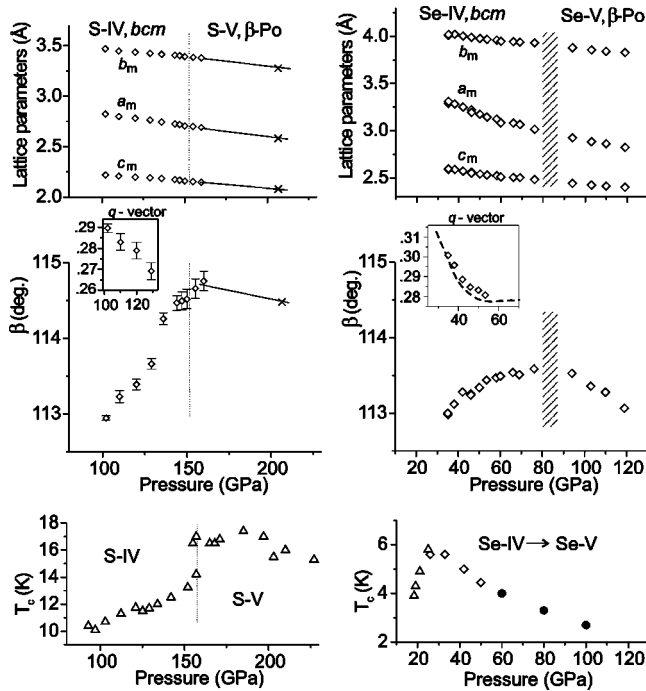 S-IV, bcm
S-V, β-Po
Lattice parameters (Å)
3.5
3.0
2.5
2.0
bm
am
cm
Se-IV, bcm
Se-V, β-Po
Lattice parameters (Å)
4.0
3.5
3.0
2.5
bm
am
cm
q - vector
.29
.28
.27
.26
100 120
β (deg.)
115
114
113
100 150 200
Pressure (GPa)
q - vector
.31
.30
.29
.28
40 60
β (deg.)
115
114
113
20 40 60 80 100 120
Pressure (GPa)
Tc (K)
18
16
14
12
10
S-IV
S-V
100 150 200
Pressure (GPa)
Se-IV → Se-V
6
4
2
20 40 60 80 100 120
Pressure (GPa)